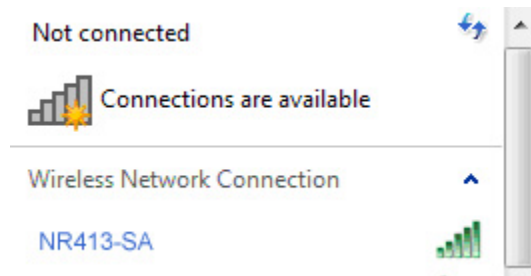 Not connected
Connections are available
Wireless Network Connection
NR413-SA